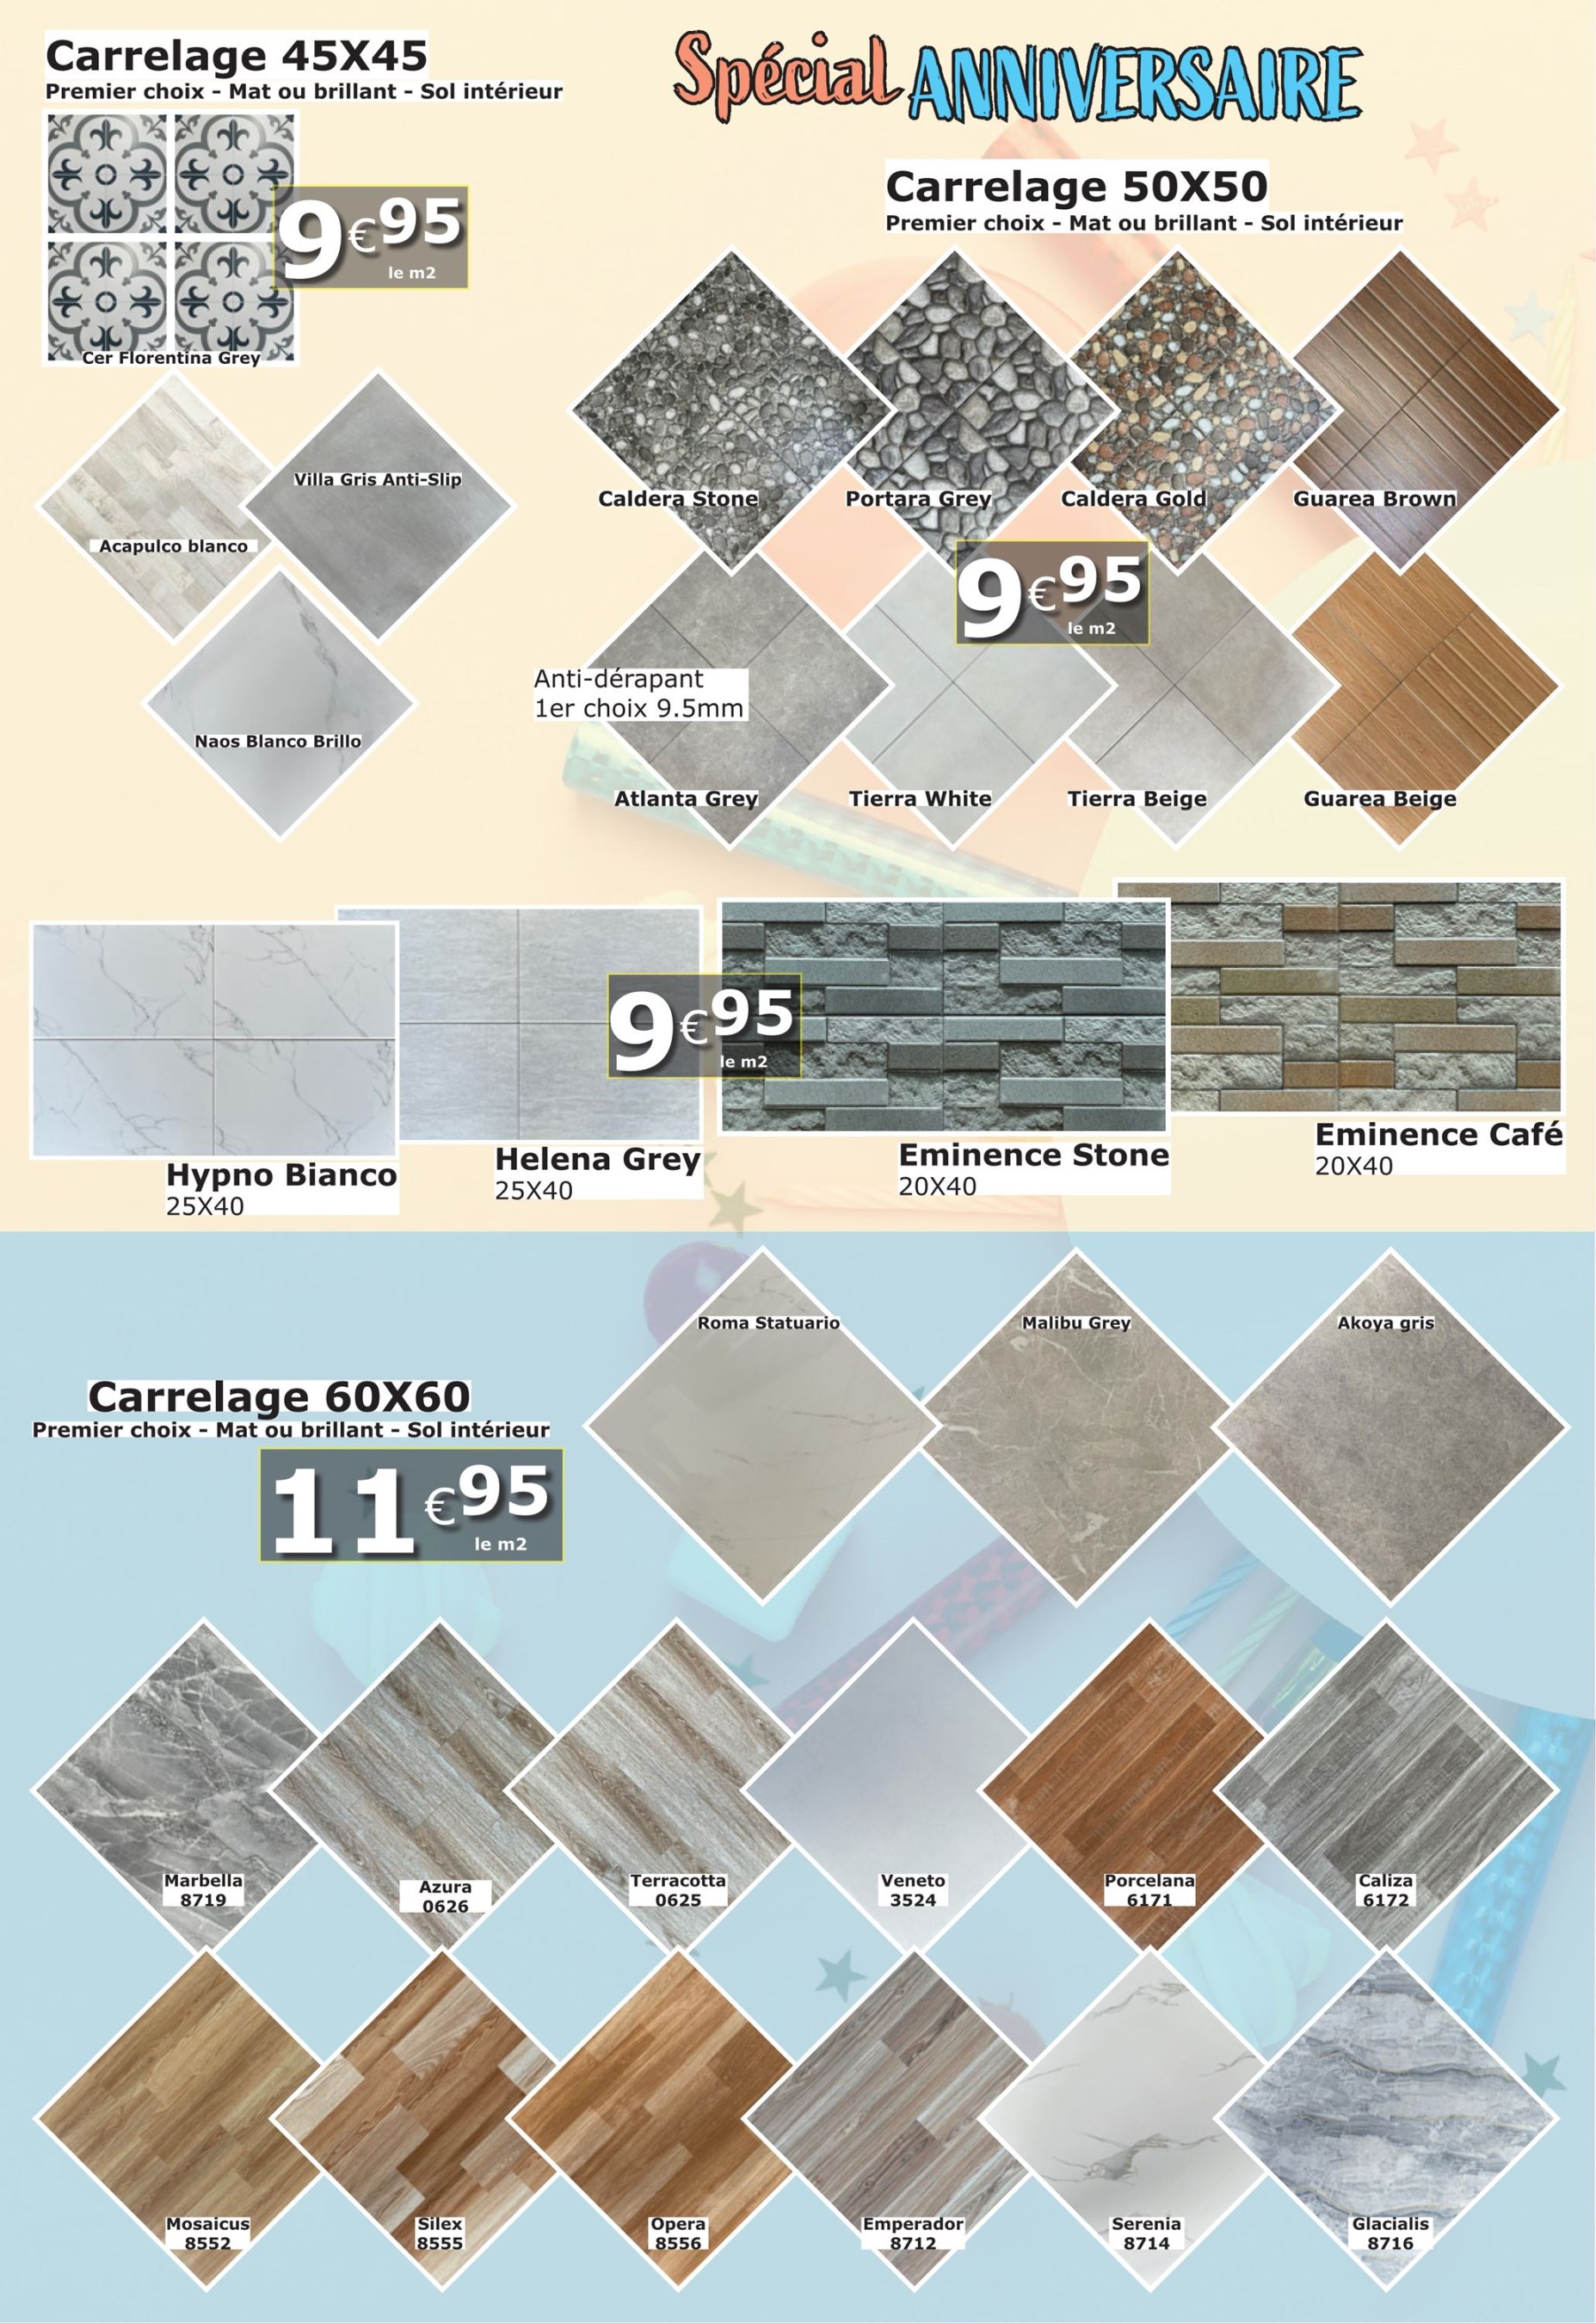 Carrelage 45X45
Premier choix - Mat ou brillant - Sol intérieur
Spécial ANNIVERSAIRE
9€95
le m2
Cer Florentina Grey
Villa Gris Anti-Slip
Acapulco blanco
Naos Blanco Brillo
Carrelage 50X50
Premier choix - Mat ou brillant - Sol intérieur
Caldera Stone
Portara Grey
Caldera Gold
Guarea Brown
9€95
le m2
Anti-dérapant
1er choix 9.5mm
Atlanta Grey
Tierra White
Tierra Beige
Guarea Beige
9€95
le m2
Hypno Bianco
25X40
Helena Grey
25X40
Eminence Stone
20X40
Eminence Café
20X40
Carrelage 60X60
Premier choix - Mat ou brillant - Sol intérieur
11€95
le m2
Roma Statuario
Malibu Grey
Akoya gris
Marbella
8719
Azura
0626
Terracotta
0625
Veneto
3524
Porcelana
6171
Caliza
6172
Mosaicus
8552
Silex
8555
Opera
8556
Emperador
8712
Serenia
8714
Glacialis
8716